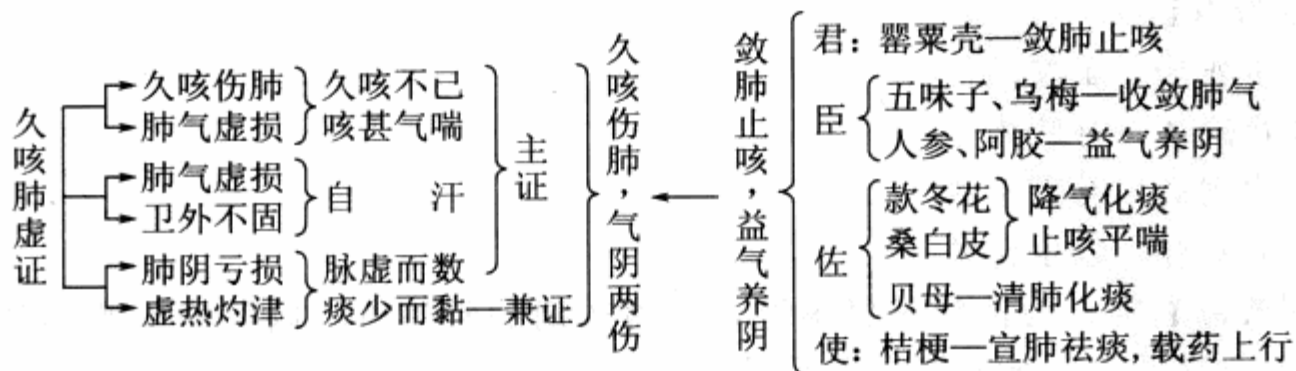 久咳肺虚证
久咳伤肺
肺气虚损
久咳不已
咳甚气喘
肺气虚损
卫外不固
自 汗
肺阴亏损
虚热灼津
脉虚而数
痰少而黏—兼证
主证
久咳伤肺，气阴两伤
敛肺止咳，益气养阴
君：罂粟壳—敛肺止咳
臣
五味子、乌梅—收敛肺气
人参、阿胶—益气养阴
佐
款冬花
桑白皮
降气化痰
止咳平喘
贝母—清肺化痰
使：桔梗—宣肺祛痰，载药上行